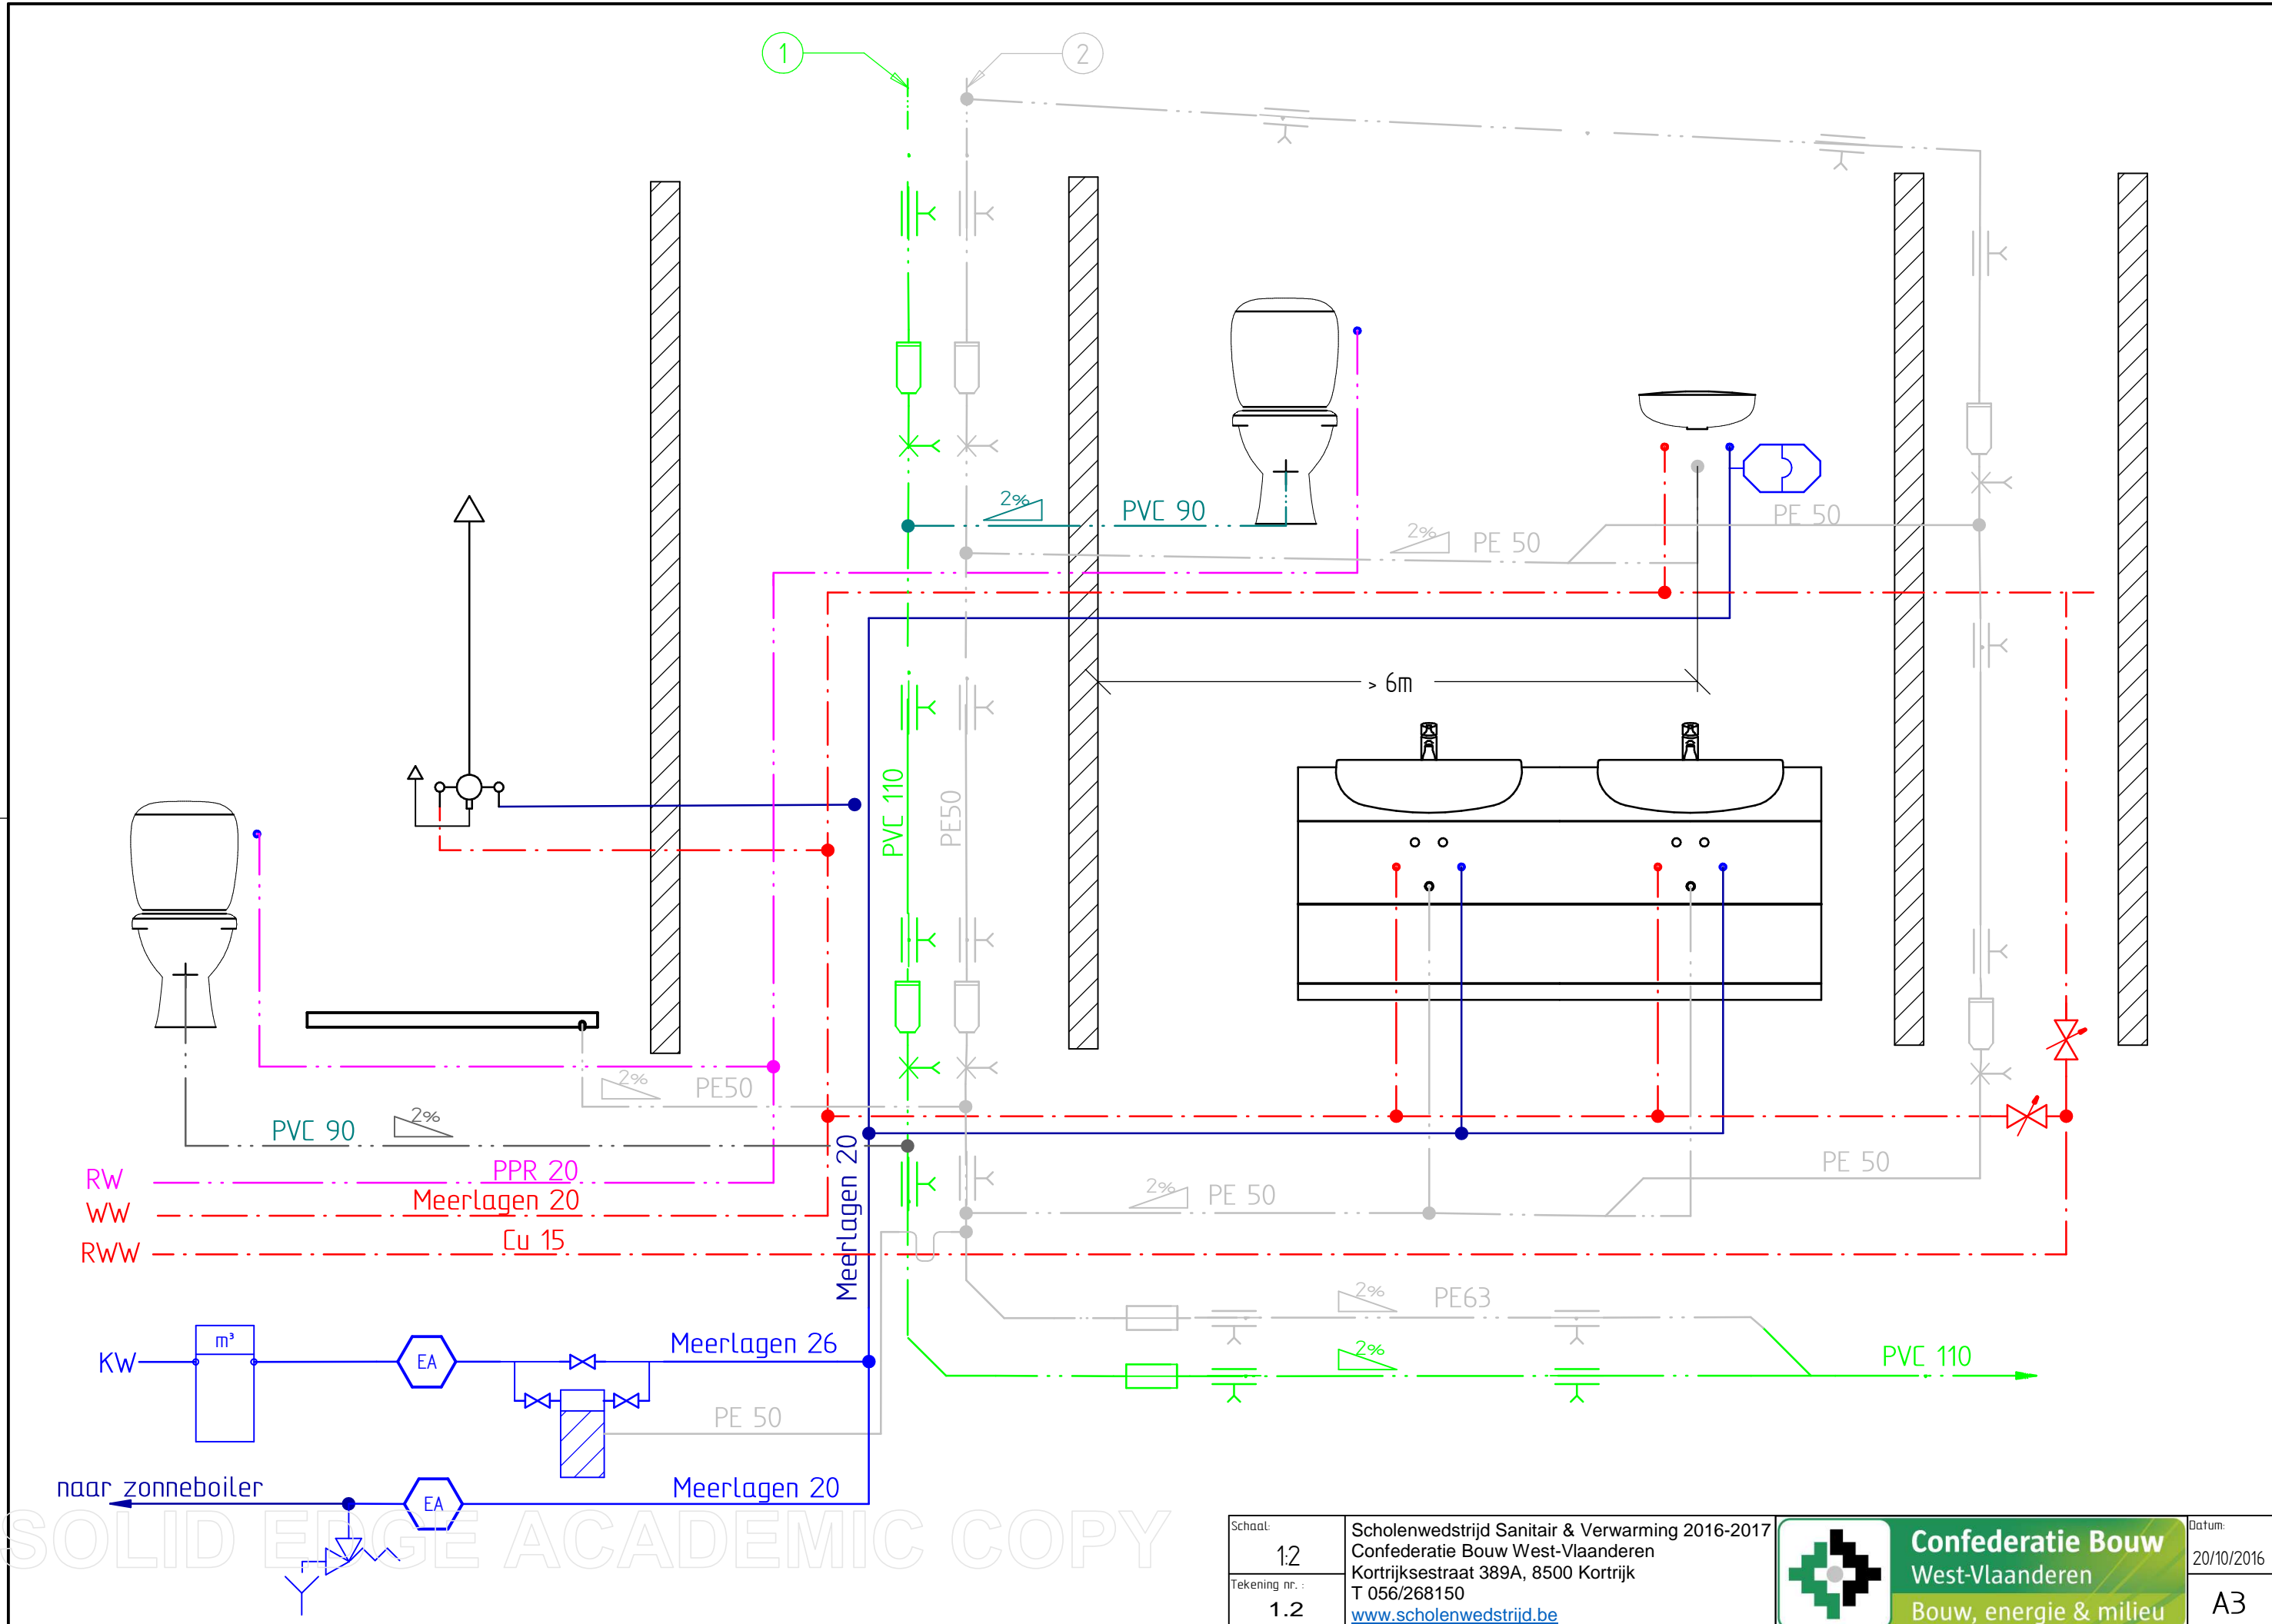 1
2
2%
PVC 90
2%
PE 50
PE 50
> 6m
PVC 110
PE50
2%
PE50
PVC 90
2%
Meerlagen 20
RW
PPR 20
WW
Meerlagen 20
RWW
Cu 15
2%
PE 50
PE 50
2%
PE63
2%
PVC 110
KW
m³
EA
Meerlagen 26
PE 50
naar zonneboiler
EA
Meerlagen 20
SOLID EDGE ACADEMIC COPY
Schaal:
1:2
Tekening nr. :
1.2
Scholenwedstrijd Sanitair & Verwarming 2016-2017
Confederatie Bouw West-Vlaanderen
Kortrijksestraat 389A, 8500 Kortrijk
T 056/268150
www.scholenwedstrijd.be
Confederatie Bouw
West-Vlaanderen
Bouw, energie & milieu
Datum:
20/10/2016
A3